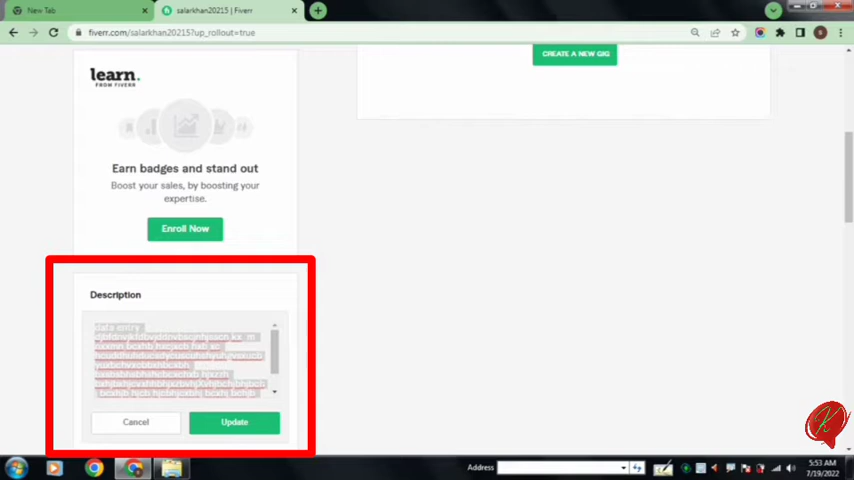 New Tab
salarkhan20215 | Fiverr
fiverr.com/salarkhan20215?up_rollout=true
CREATE A NEW GIG
learn.
FROM FIVERR
Earn badges and stand out
Boost your sales, by boosting your
expertise.
Enroll Now
Description
data entry
Cancel
Update
Address
5:53 AM
7/19/2022